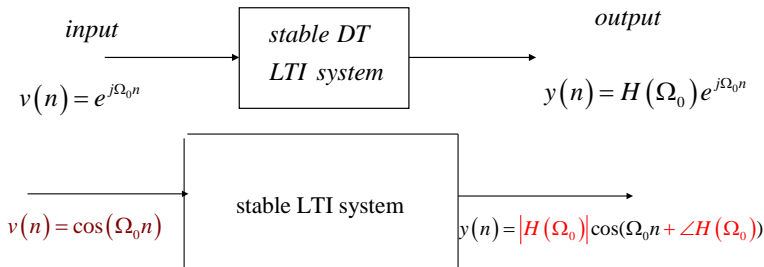 input
output
stable DT
LTI system
v(n) = e^{jΩ₀n}
y(n) = H(Ω₀)e^{jΩ₀n}
stable LTI system
v(n) = cos(Ω₀n)
y(n) = |H(Ω₀)|cos(Ω₀n + ∠H(Ω₀))